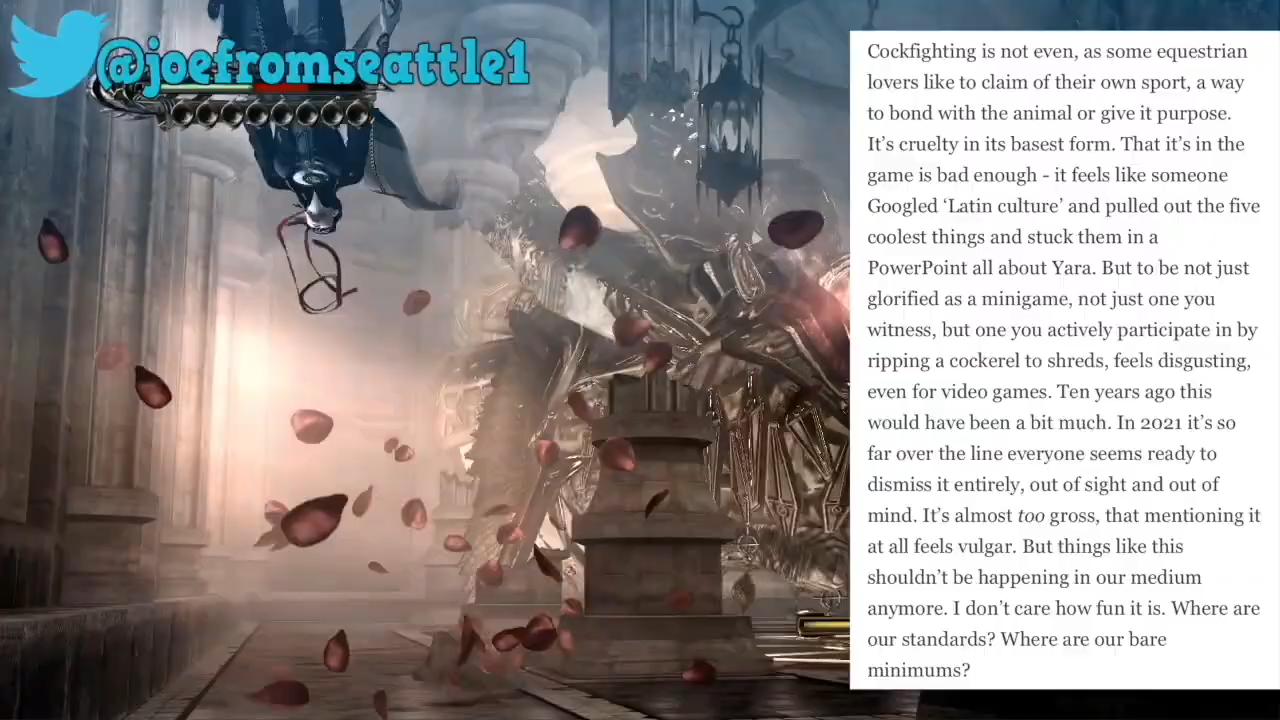 @joefromseattle1
Cockfighting is not even, as some equestrian
lovers like to claim of their own sport, a way
to bond with the animal or give it purpose.
It’s cruelty in its basest form. That it’s in the
game is bad enough - it feels like someone
Googled ‘Latin culture’ and pulled out the five
coolest things and stuck them in a
PowerPoint all about Yara. But to be not just
glorified as a minigame, not just one you
witness, but one you actively participate in by
ripping a cockerel to shreds, feels disgusting,
even for video games. Ten years ago this
would have been a bit much. In 2021 it’s so
far over the line everyone seems ready to
dismiss it entirely, out of sight and out of
mind. It’s almost too gross, that mentioning it
at all feels vulgar. But things like this
shouldn’t be happening in our medium
anymore. I don’t care how fun it is. Where are
our standards? Where are our bare
minimums?